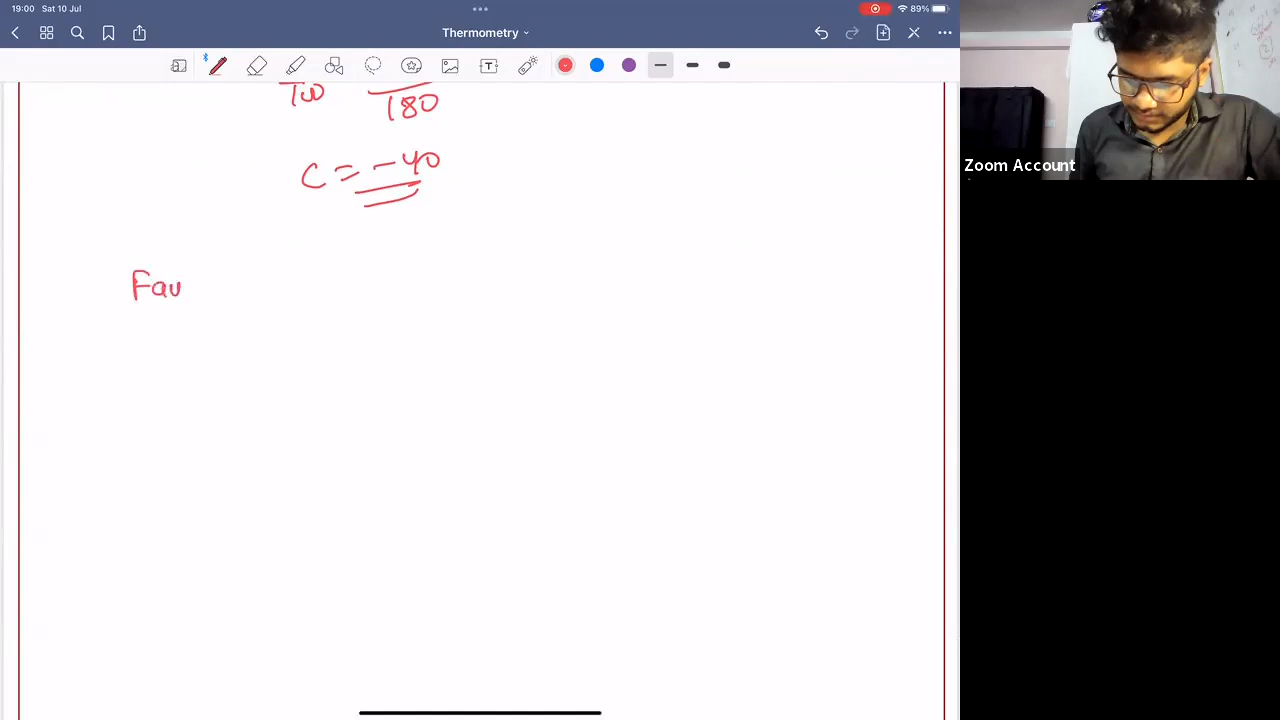 19:00 Sat 10 Jul
89%
Thermometry
T
100 180
C = -40
Fau
Zoom Account